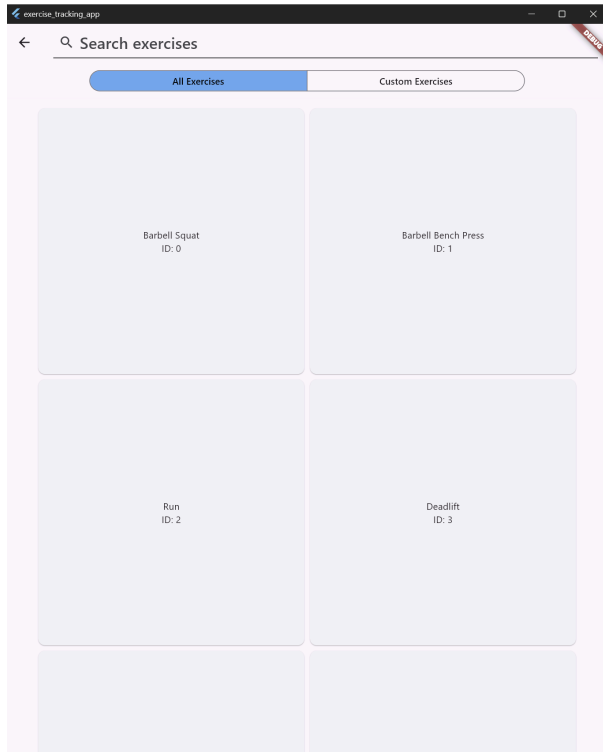 exercise_tracking_app
DEBUG
Search exercises
All Exercises
Custom Exercises
Barbell Squat
ID: 0
Barbell Bench Press
ID: 1
Run
ID: 2
Deadlift
ID: 3